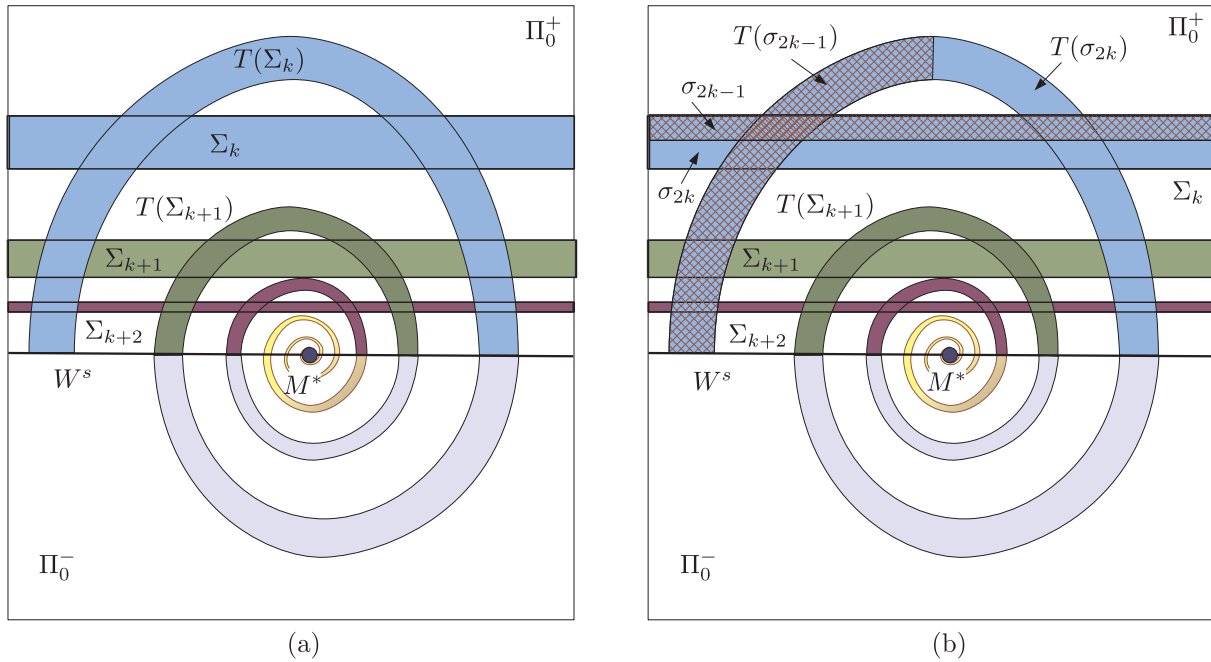 Π₀⁺
T(Σₖ)
Σₖ
T(Σₖ₊₁)
Σₖ₊₁
Σₖ₊₂
Wˢ
M*
Π₀⁻
(a)
Π₀⁺
T(σ₂ₖ₋₁)
T(σ₂ₖ)
σ₂ₖ₋₁
σ₂ₖ
Σₖ
T(Σₖ₊₁)
Σₖ₊₁
Σₖ₊₂
Wˢ
M*
Π₀⁻
(b)